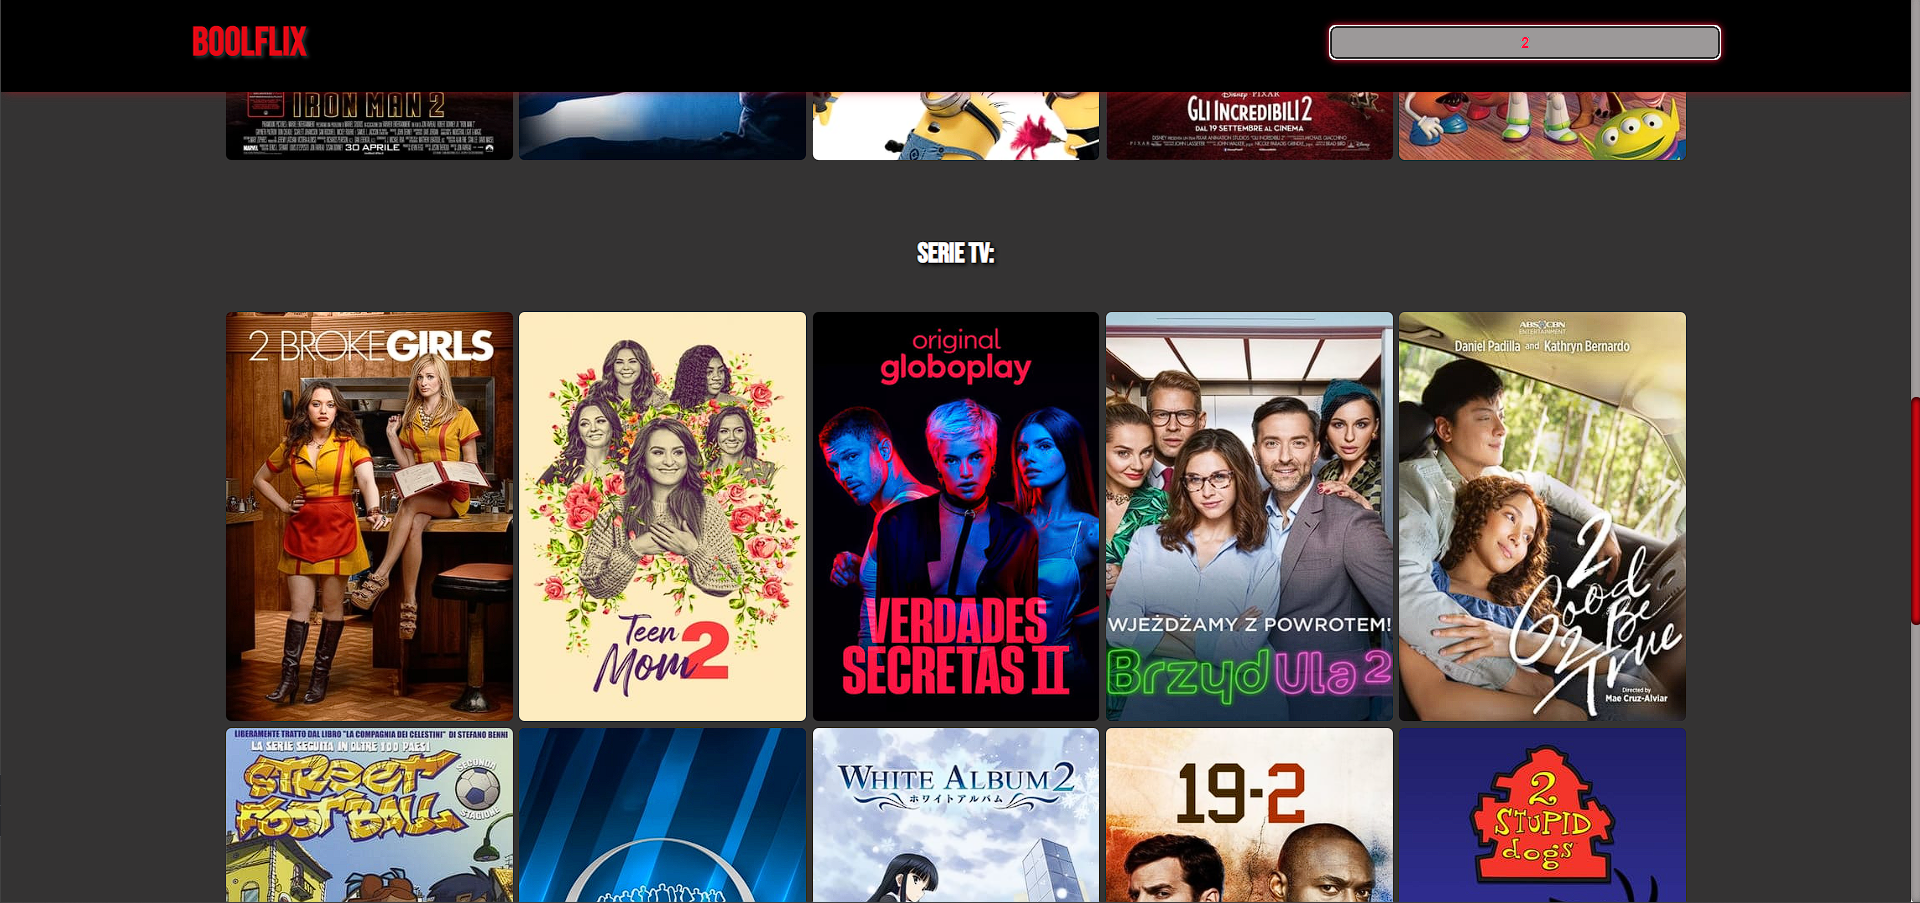 BOOLFLIX
2
IRON MAN 2
30 APRILE
MARVEL
DISNEY · PIXAR
GLI INCREDIBILI 2
DAL 19 SETTEMBRE AL CINEMA
SERIE TV:
2 BROKE GIRLS
Teen
Mom 2
original
globoplay
VERDADES
SECRETAS II
WJEŻDŻAMY Z POWROTEM!
BrzydUla 2
ABS CBN
ENTERTAINMENT
Daniel Padilla and Kathryn Bernardo
2
Good
2 Be
True
Directed by
Mae Cruz-Alviar
LIBERAMENTE TRATTO DAL LIBRO "LA COMPAGNIA DEI CELESTINI" DI STEFANO BENNI
LA SERIE SEGUITA IN OLTRE 100 PAESI
STREET
FOOTBALL
SECONDA
STAGIONE
WHITE ALBUM 2
ホワイトアルバム
19-2
2
STUPID
dogs